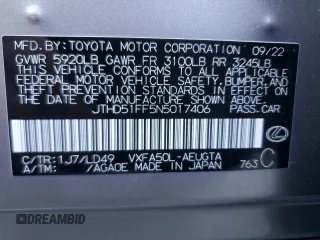 MFD. BY: TOYOTA MOTOR CORPORATION 09/22
GVWR 5920LB GAWR FR 3100LB RR 3245LB
THIS VEHICLE CONFORMS TO ALL APPLICABLE
FEDERAL MOTOR VEHICLE SAFETY, BUMPER, AND
THEFT PREVENTION STANDARDS IN EFFECT ON
THE DATE OF MANUFACTURE SHOWN ABOVE.
JTHD51FF5N5017406 PASS.CAR
C/TR: 1J7/LD49 VXFA50L-AEUGTA
A/TM: /AGA0E MADE IN JAPAN 763 C
© AUTOBIDMASTER